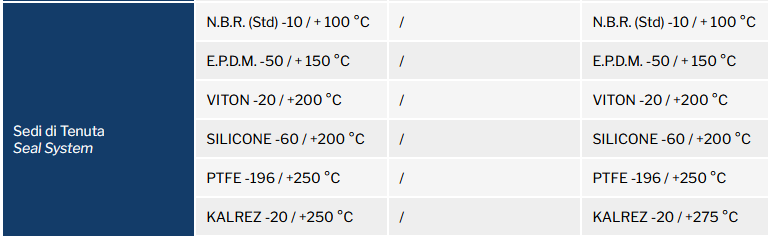 N.B.R. (Std) -10 / + 100 °C / N.B.R. (Std) -10 / + 100 °C
E.P.D.M. -50 / + 150 °C / E.P.D.M. -50 / + 150 °C
VITON -20 / +200 °C / VITON -20 / +200 °C
Sedi di Tenuta
Seal System
SILICONE -60 / +200 °C / SILICONE -60 / +200 °C
PTFE -196 / +250 °C / PTFE -196 / +250 °C
KALREZ -20 / +250 °C / KALREZ -20 / +275 °C